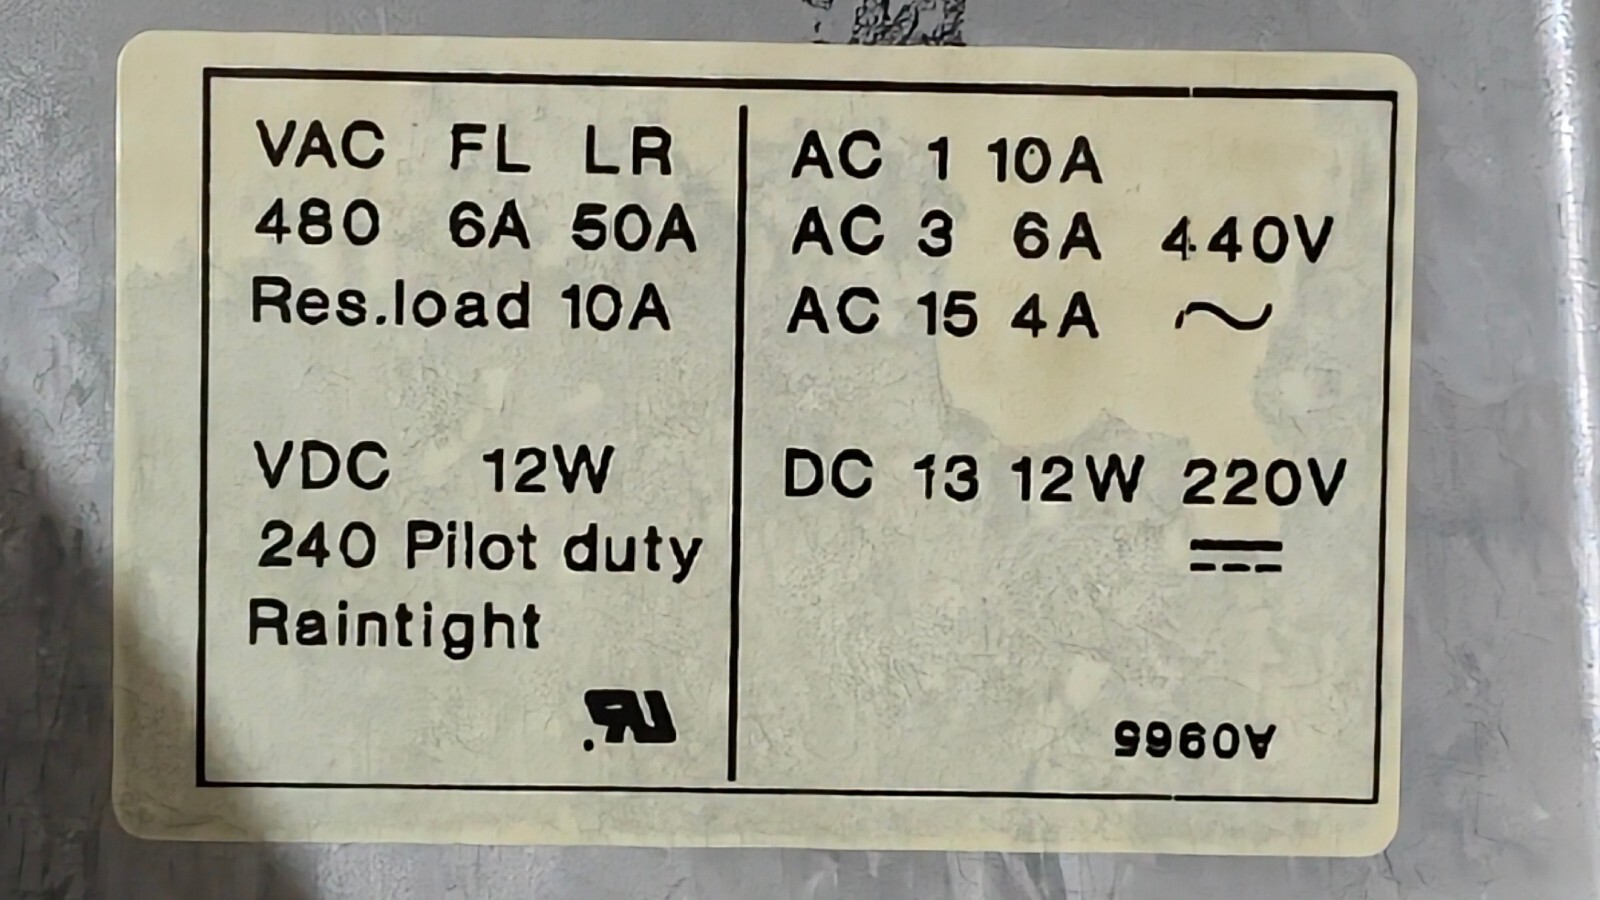 VAC FL LR
480 6A 50A
Res.load 10A
VDC 12W
240 Pilot duty
Raintight
AC 1 10A
AC 3 6A 440V
AC 15 4A ~
DC 13 12W 220V
A0965